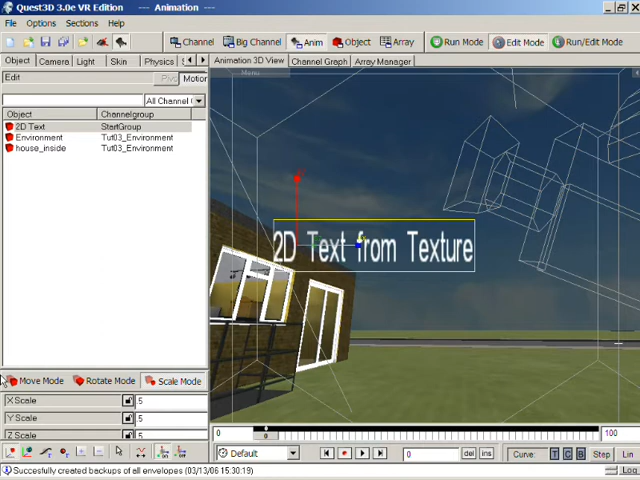 Quest3D 3.0e VR Edition --- Animation ---
File Options Sections Help
Channel Big Channel Anim Object Array Run Mode Edit Mode Run/Edit Mode
Object Camera Light Skin Physics Animation 3D View Channel Graph Array Manager
Edit Motion
Menu
All Channel
Object Channelgroup
2D Text StartGroup
Environment Tut03_Environment
house_inside Tut03_Environment
2D Text from Texture
Move Mode Rotate Mode Scale Mode
X Scale .5
Y Scale .5
Z Scale .5
0 100
0
Default 0 del ins Curve: T C B Step Lin
Succesfully created backups of all envelopes (03/13/06 15:30:19) Log